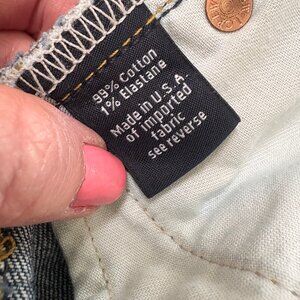 99% Cotton
1% Elastane
Made in U.S.A.
of imported
fabric
see reverse